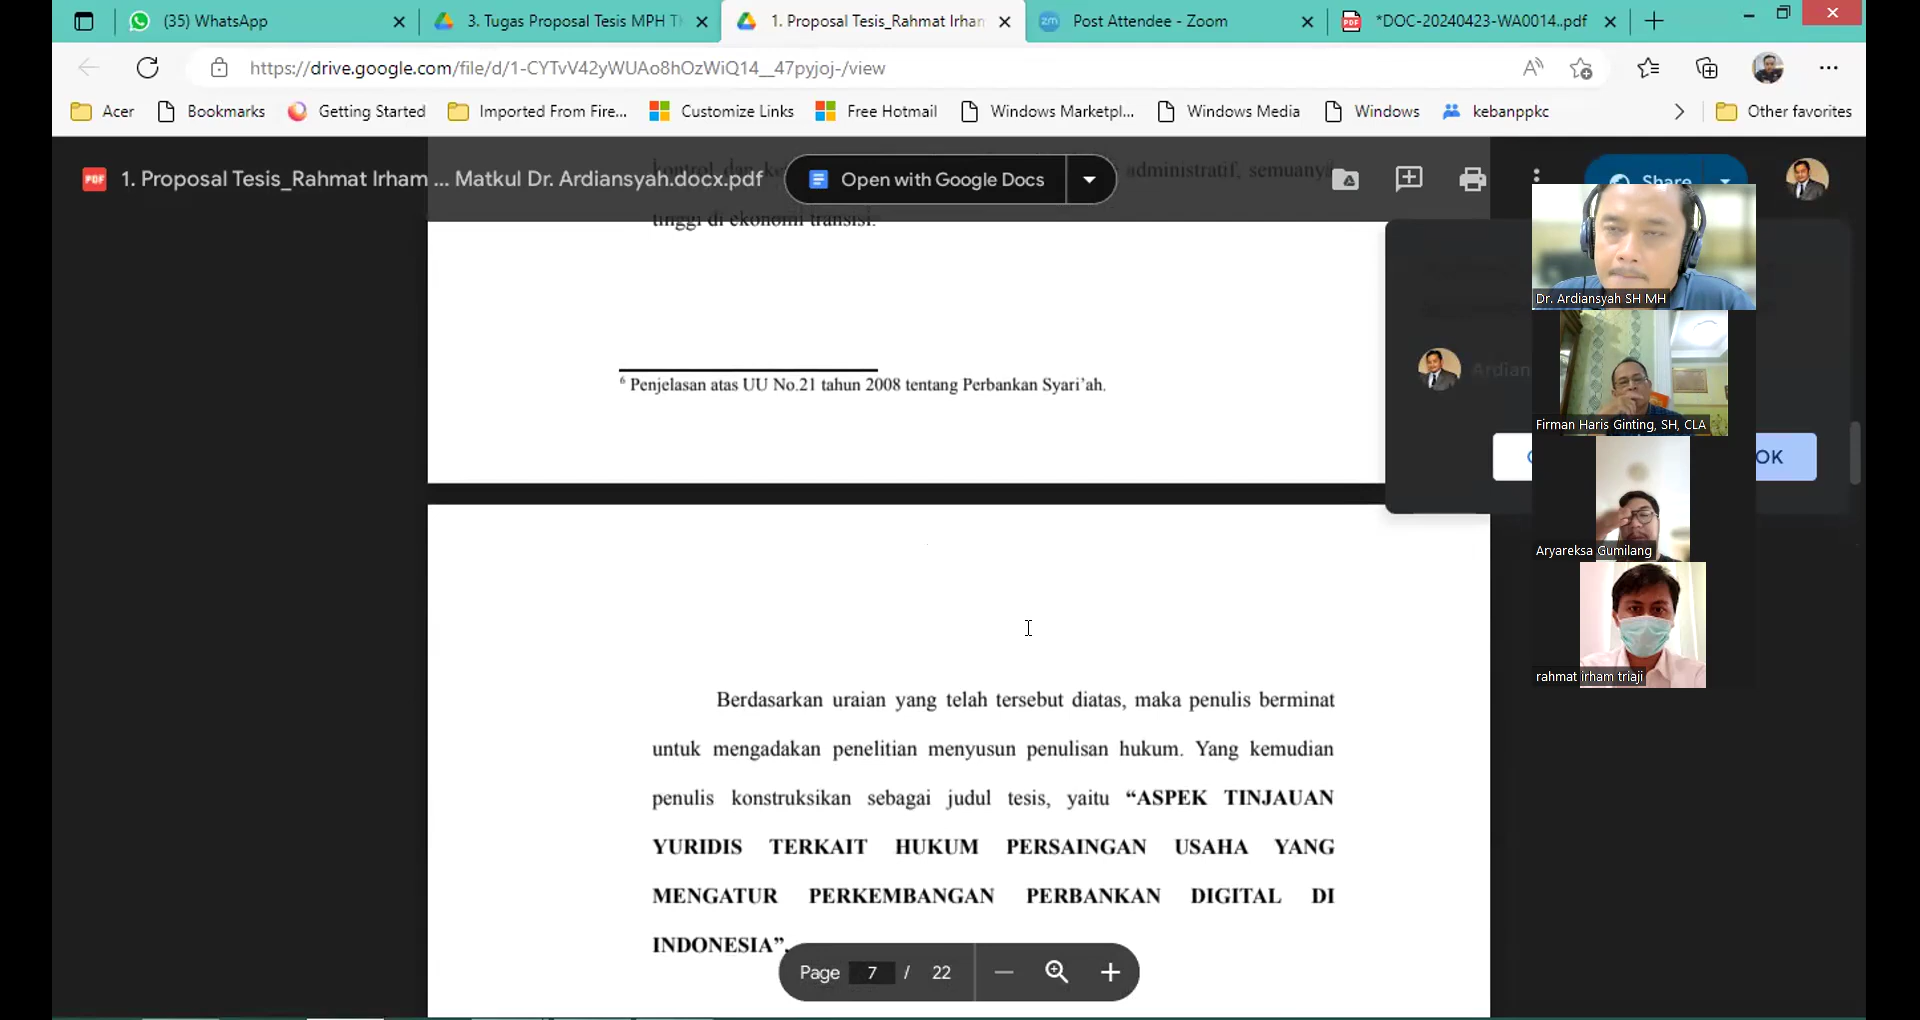 (35) WhatsApp
3. Tugas Proposal Tesis MPH T
1. Proposal Tesis_Rahmat Irham
Post Attendee - Zoom
*DOC-20240423-WA0014..pdf
https://drive.google.com/file/d/1-CYTvV42yWUAo8hOzWiQ14__47pyjoj-/view
Acer
Bookmarks
Getting Started
Imported From Fire...
Customize Links
Free Hotmail
Windows Marketpl...
Windows Media
Windows
kebanppkc
Other favorites
PDF
1. Proposal Tesis_Rahmat Irham ... Matkul Dr. Ardiansyah.docx.pdf
Open with Google Docs
Share
kontrol dan administratif, semuanya
tinggi di ekonomi transisi.
6 Penjelasan atas UU No.21 tahun 2008 tentang Perbankan Syari’ah.
Ardian
OK
Dr. Ardiansyah SH MH
Firman Haris Ginting, SH, CLA
Aryareksa Gumilang
rahmat irham triaji
Berdasarkan uraian yang telah tersebut diatas, maka penulis berminat
untuk mengadakan penelitian menyusun penulisan hukum. Yang kemudian
penulis konstruksikan sebagai judul tesis, yaitu “ASPEK TINJAUAN
YURIDIS TERKAIT HUKUM PERSAINGAN USAHA YANG
MENGATUR PERKEMBANGAN PERBANKAN DIGITAL DI
INDONESIA”.
Page 7 / 22